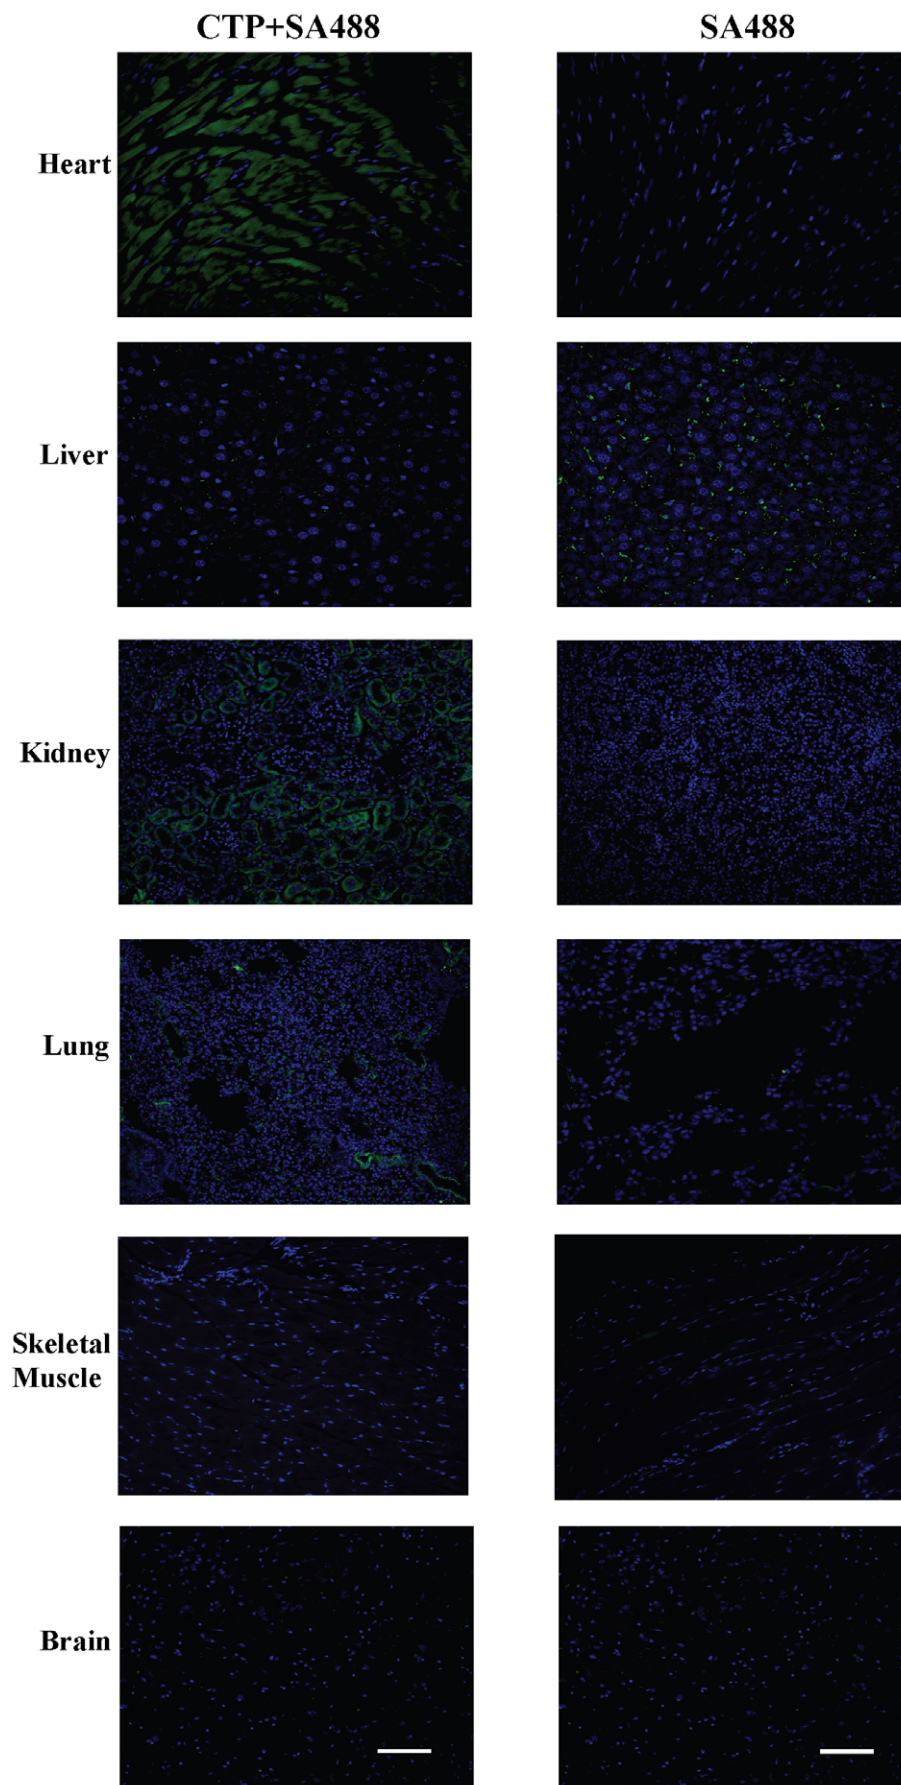 CTP+SA488
SA488
Heart
Liver
Kidney
Lung
Skeletal
Muscle
Brain